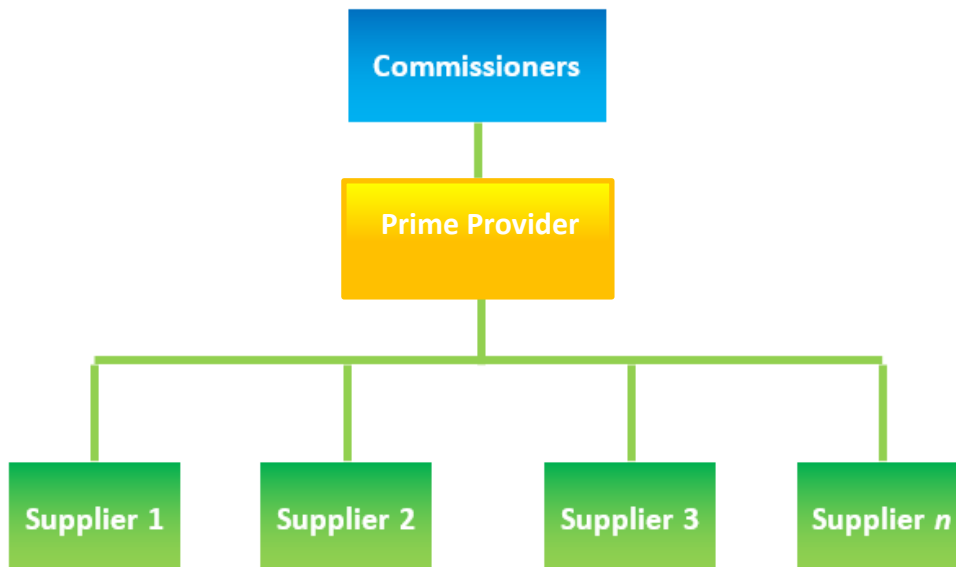 Commissioners
Prime Provider
Supplier 1
Supplier 2
Supplier 3
Supplier n